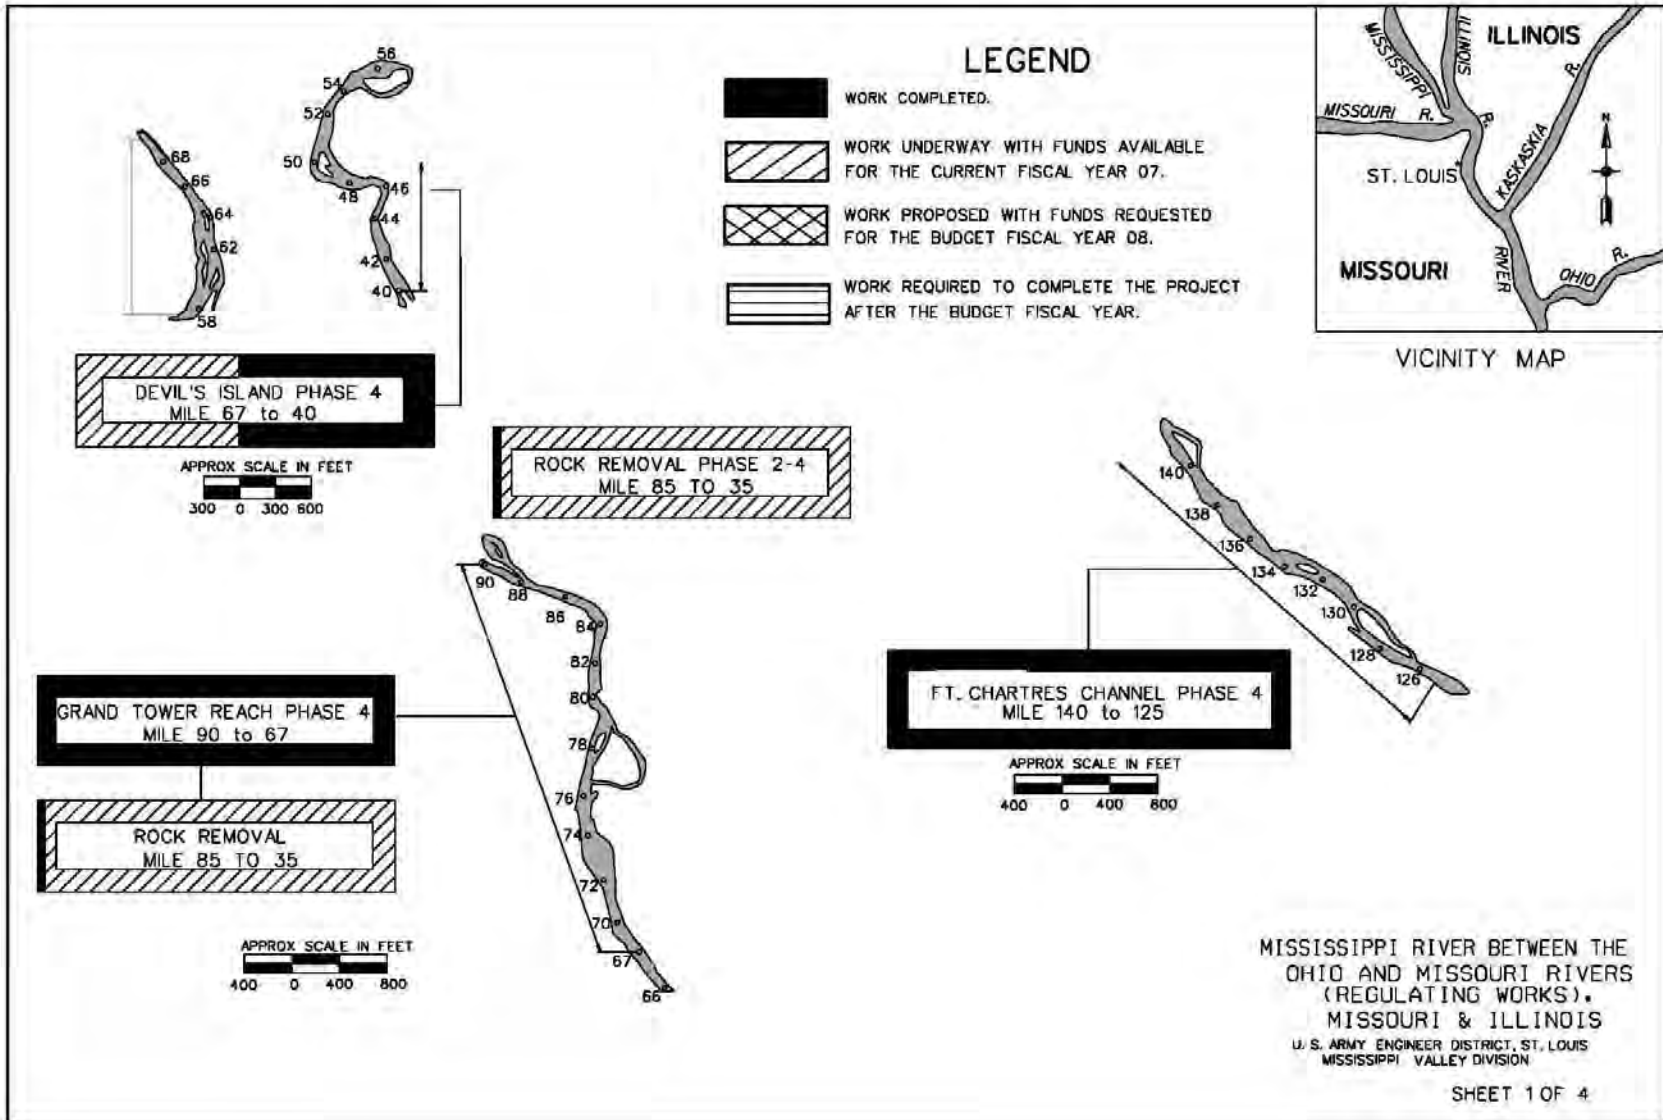 LEGEND
WORK COMPLETED.
WORK UNDERWAY WITH FUNDS AVAILABLE
FOR THE CURRENT FISCAL YEAR 07.
WORK PROPOSED WITH FUNDS REQUESTED
FOR THE BUDGET FISCAL YEAR 08.
WORK REQUIRED TO COMPLETE THE PROJECT
AFTER THE BUDGET FISCAL YEAR.
MISSISSIPPI
ILLINOIS
ILLINOIS
R.
MISSOURI R.
R.
KASKASKIA
ST. LOUIS
N
MISSOURI
RIVER
OHIO
R.
VICINITY MAP
68
66
64
62
58
56
54
52
50
48
46
44
42
40
DEVIL'S ISLAND PHASE 4
MILE 67 to 40
APPROX SCALE IN FEET
300 0 300 600
ROCK REMOVAL PHASE 2-4
MILE 85 TO 35
90
88
86
84
82
80
78
76
74
72
70
67
66
GRAND TOWER REACH PHASE 4
MILE 90 to 67
ROCK REMOVAL
MILE 85 TO 35
APPROX SCALE IN FEET
400 0 400 800
140
138
136
134
132
130
128
126
FT. CHARTRES CHANNEL PHASE 4
MILE 140 to 125
APPROX SCALE IN FEET
400 0 400 800
MISSISSIPPI RIVER BETWEEN THE
OHIO AND MISSOURI RIVERS
(REGULATING WORKS).
MISSOURI & ILLINOIS
U. S. ARMY ENGINEER DISTRICT, ST. LOUIS
MISSISSIPPI VALLEY DIVISION
SHEET 1 OF 4